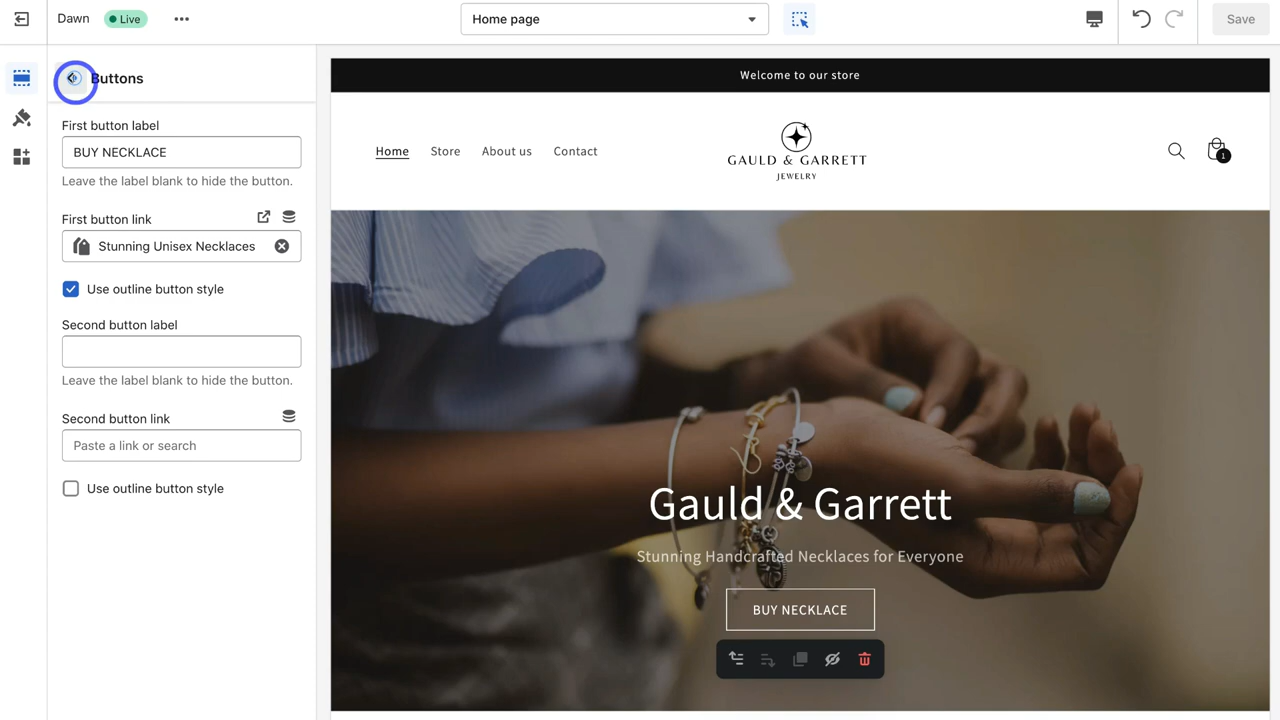 Dawn
Live
Home page
Save
Buttons
First button label
BUY NECKLACE
Leave the label blank to hide the button.
First button link
Stunning Unisex Necklaces
Use outline button style
Second button label
Leave the label blank to hide the button.
Second button link
Paste a link or search
Use outline button style
Welcome to our store
Home
Store
About us
Contact
GAULD & GARRETT
JEWELRY
1
Gauld & Garrett
Stunning Handcrafted Necklaces for Everyone
BUY NECKLACE